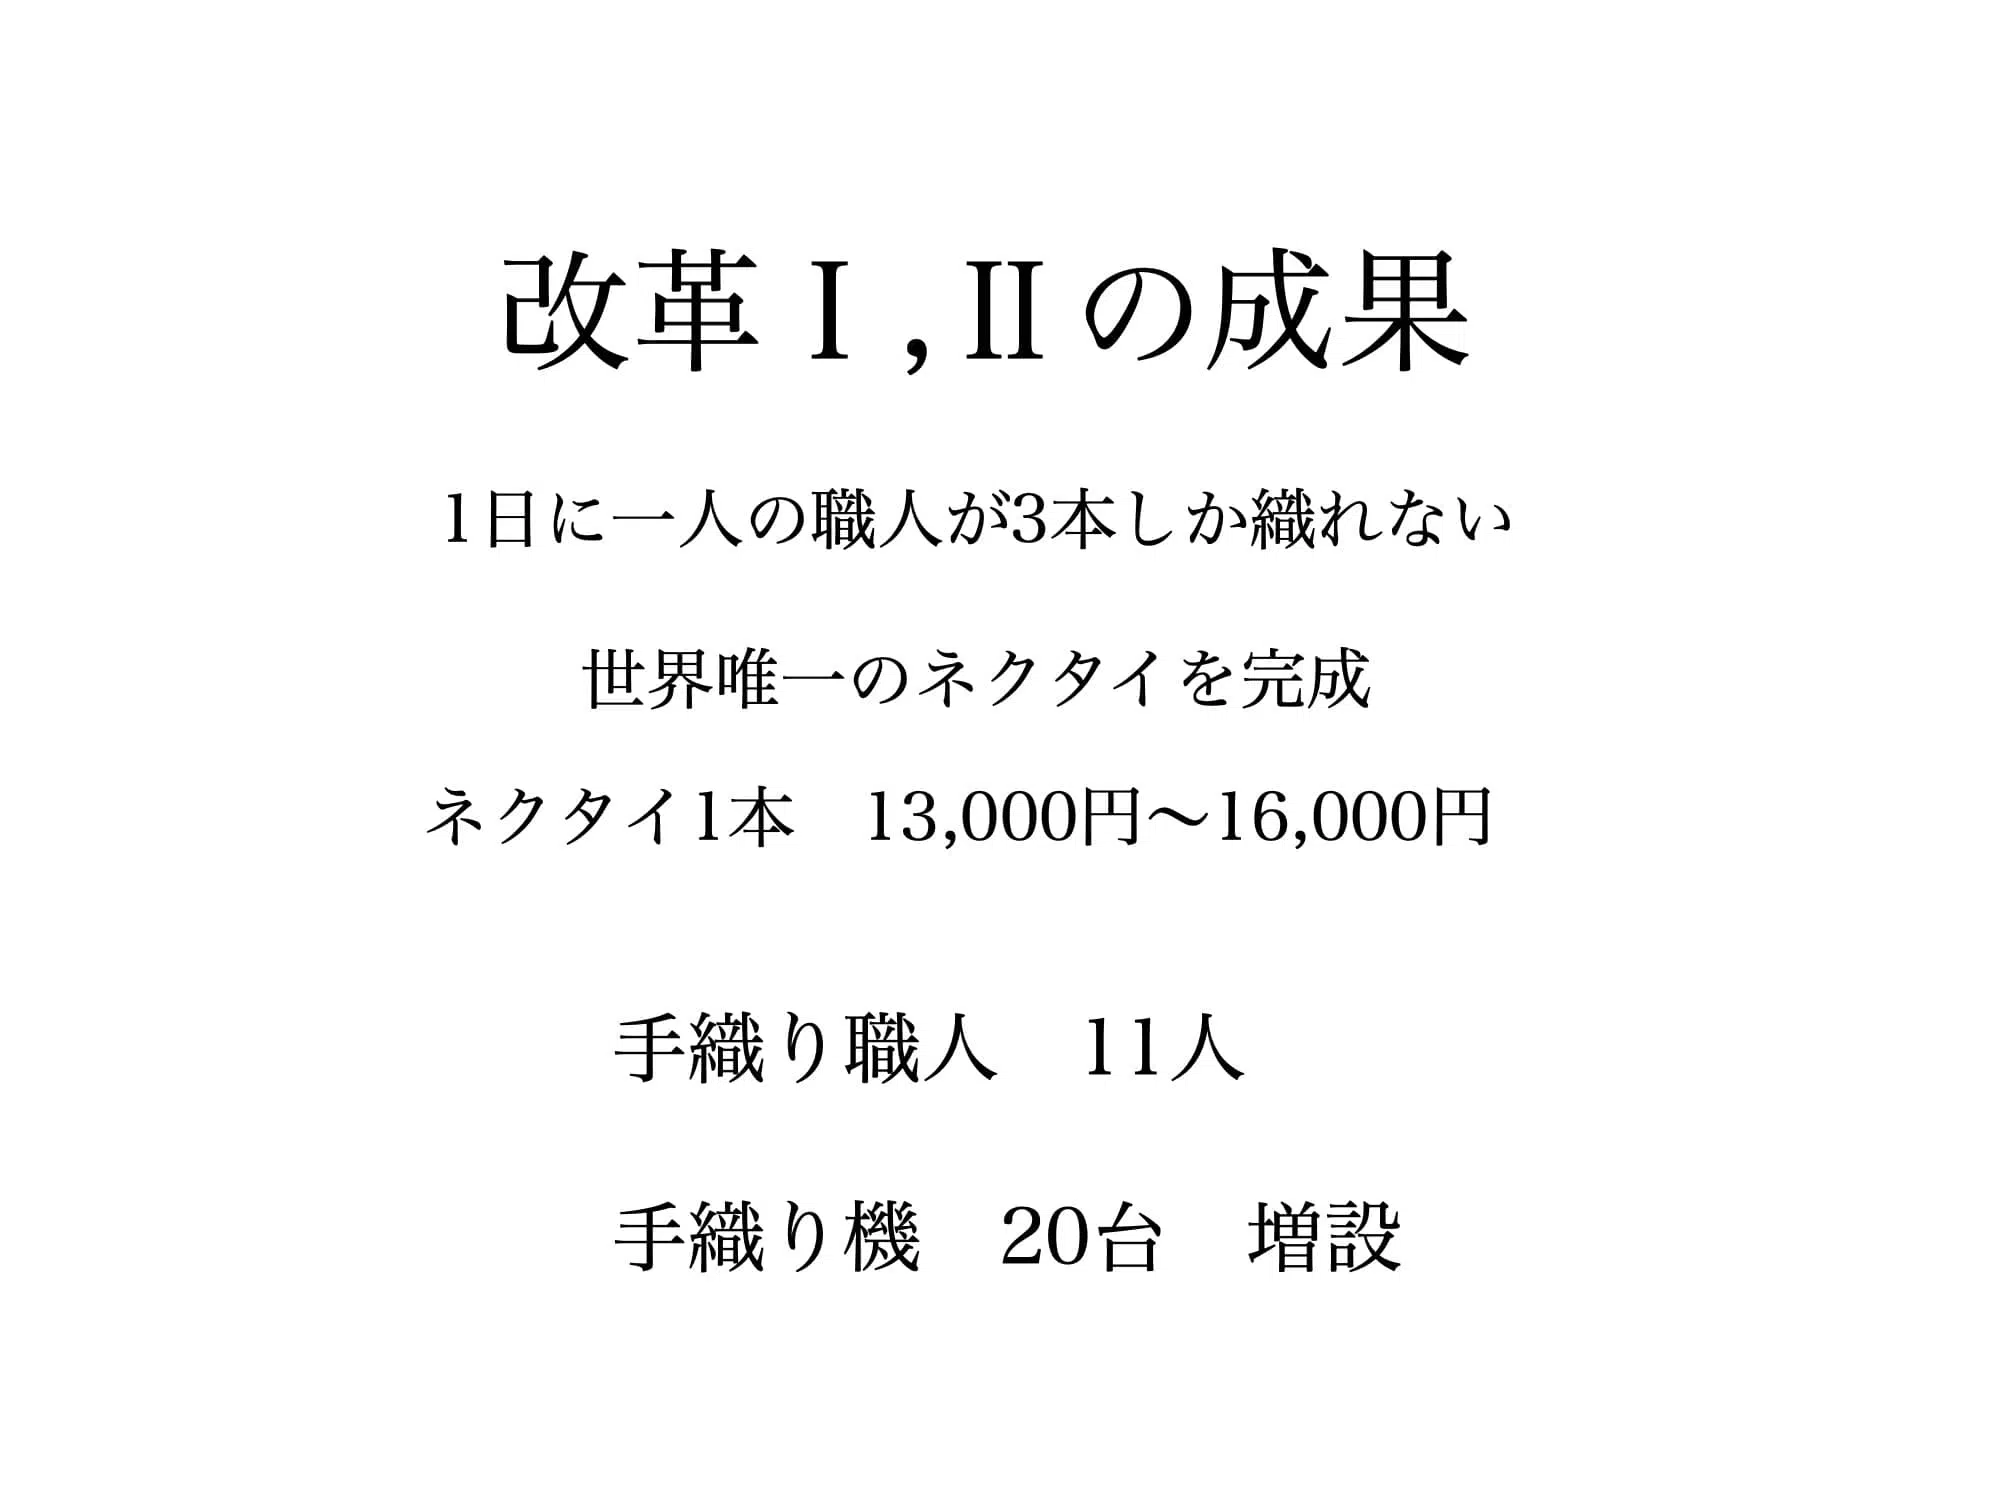 改革Ⅰ,Ⅱの成果
1日に一人の職人が3本しか織れない
世界唯一のネクタイを完成
ネクタイ1本　13,000円〜16,000円
手織り職人　11人
手織り機　20台　増設